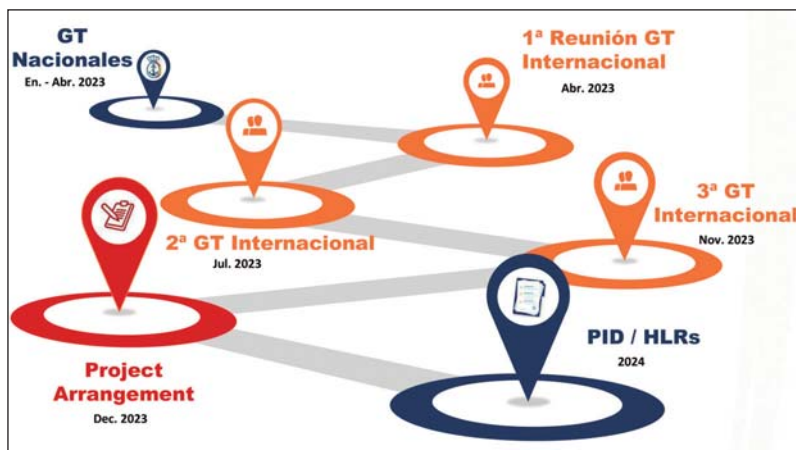 GT
Nacionales
En. - Abr. 2023
1ª Reunión GT
Internacional
Abr. 2023
2ª GT Internacional
Jul. 2023
3ª GT
Internacional
Nov. 2023
Project
Arrangement
Dec. 2023
PID / HLRs
2024